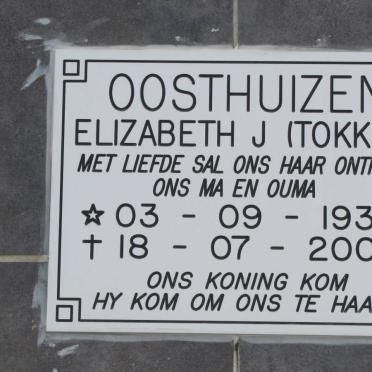 OOSTHUIZEN
ELIZABETH J (TOKK
MET LIEFDE SAL ONS HAAR ONT
ONS MA EN OUMA
☆ 03 - 09 - 193
† 18 - 07 - 200
ONS KONING KOM
HY KOM OM ONS TE HAA